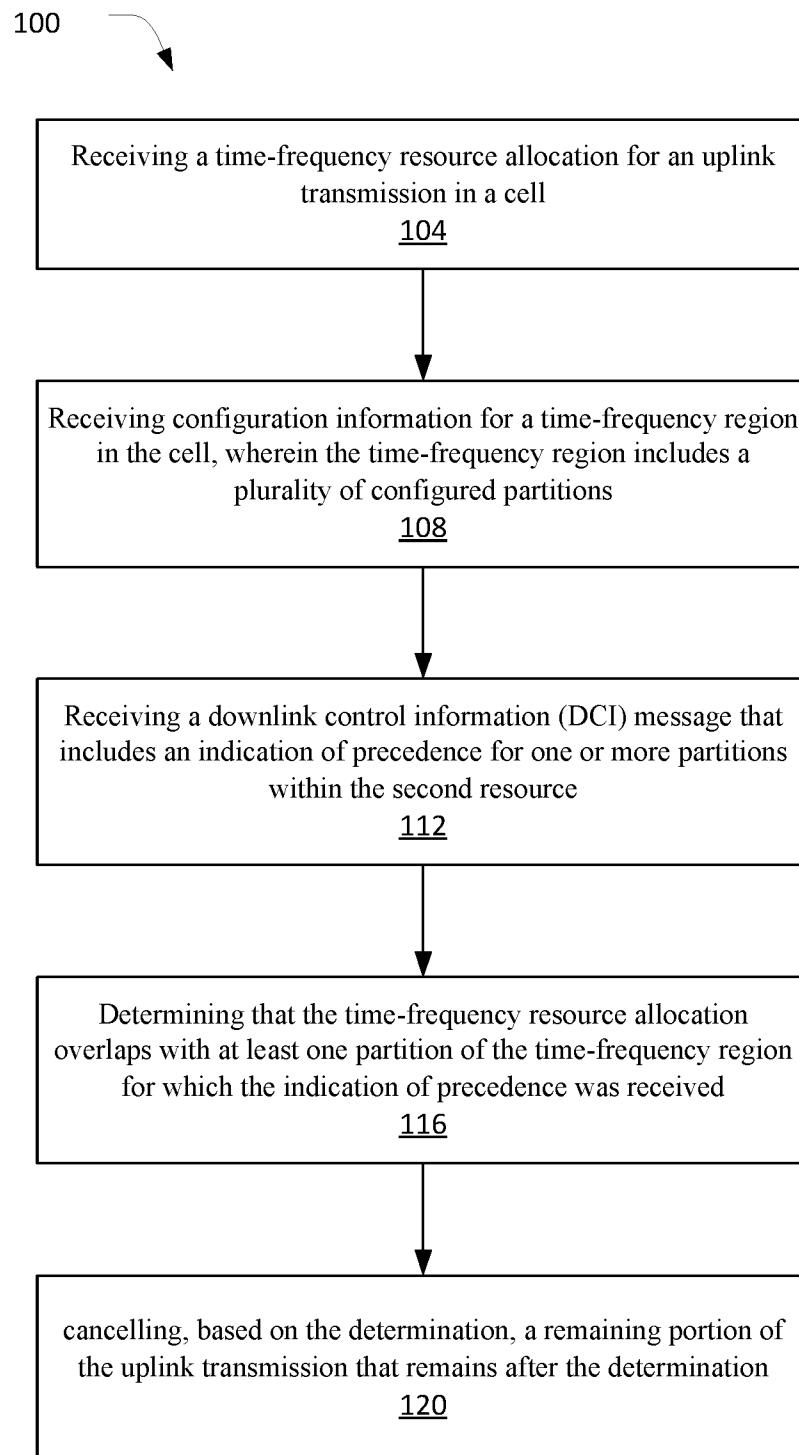 100
Receiving a time-frequency resource allocation for an uplink
transmission in a cell
104
Receiving configuration information for a time-frequency region
in the cell, wherein the time-frequency region includes a
plurality of configured partitions
108
Receiving a downlink control information (DCI) message that
includes an indication of precedence for one or more partitions
within the second resource
112
Determining that the time-frequency resource allocation
overlaps with at least one partition of the time-frequency region
for which the indication of precedence was received
116
cancelling, based on the determination, a remaining portion of
the uplink transmission that remains after the determination
120